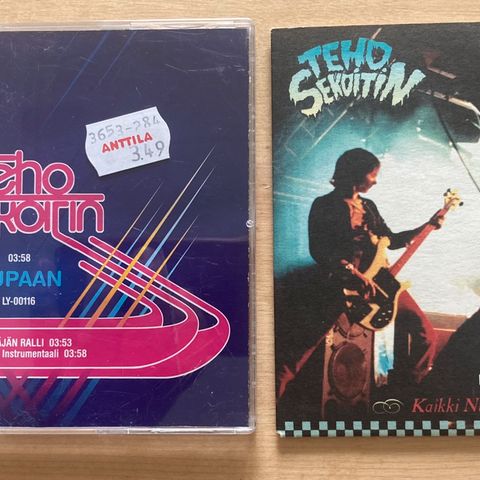 3653-284
ANTTILA
3.49
eho
koitin
03:58
UPAAN
LY-00116
ÄJÄN RALLI 03:53
Instrumentaali 03:58
TEHO
SEKOITIN
Kaikki